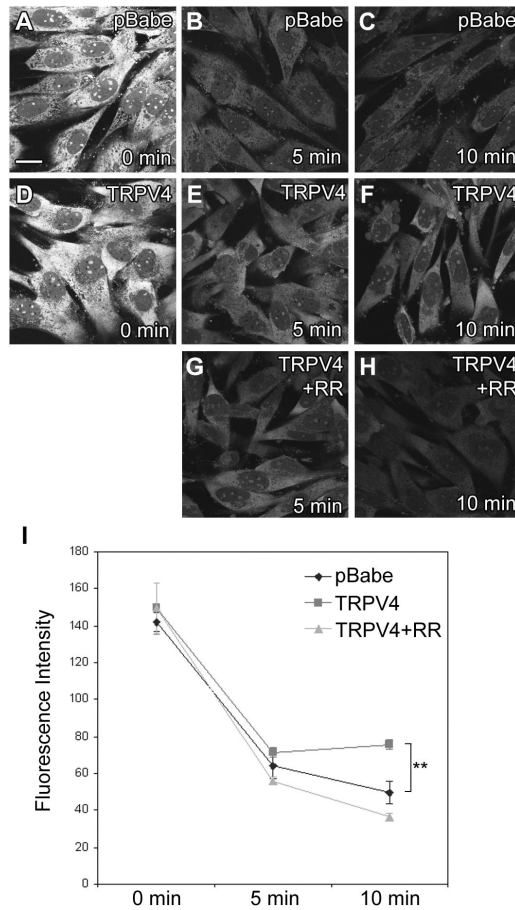 A
pBabe
0 min
B
pBabe
5 min
C
pBabe
10 min
D
TRPV4
0 min
E
TRPV4
5 min
F
TRPV4
10 min
G
TRPV4
+RR
5 min
H
TRPV4
+RR
10 min
I
180
160
140
120
100
80
60
40
20
0
Fluorescence Intensity
pBabe
TRPV4
TRPV4+RR
**
0 min
5 min
10 min